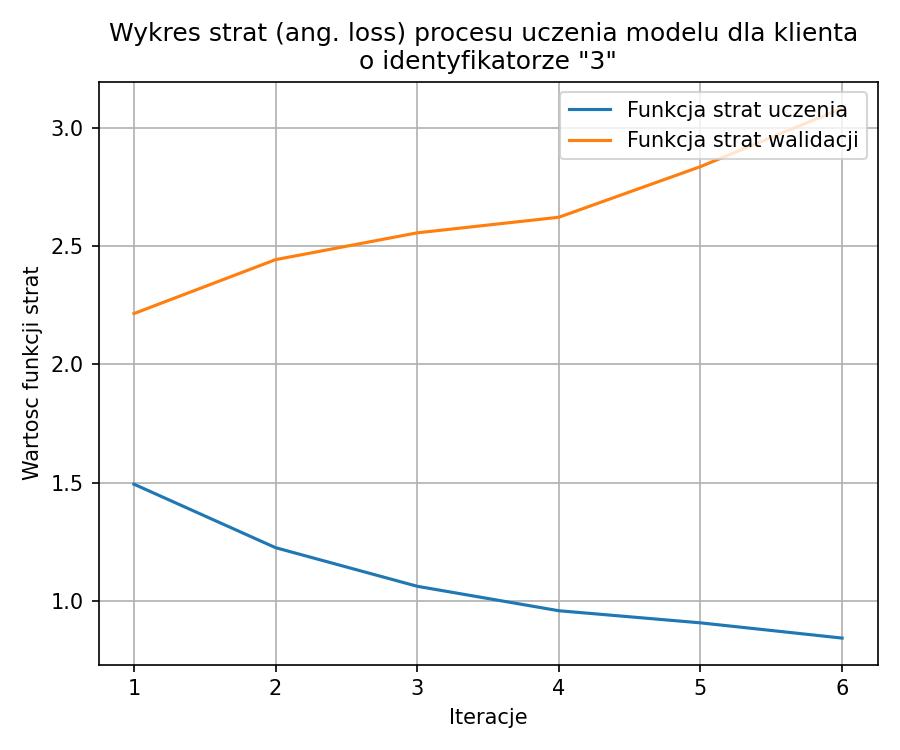 Wykres strat (ang. loss) procesu uczenia modelu dla klienta
o identyfikatorze "3"
Funkcja strat uczenia
Funkcja strat walidacji
Wartosc funkcji strat
3.0
2.5
2.0
1.5
1.0
1 2 3 4 5 6
Iteracje